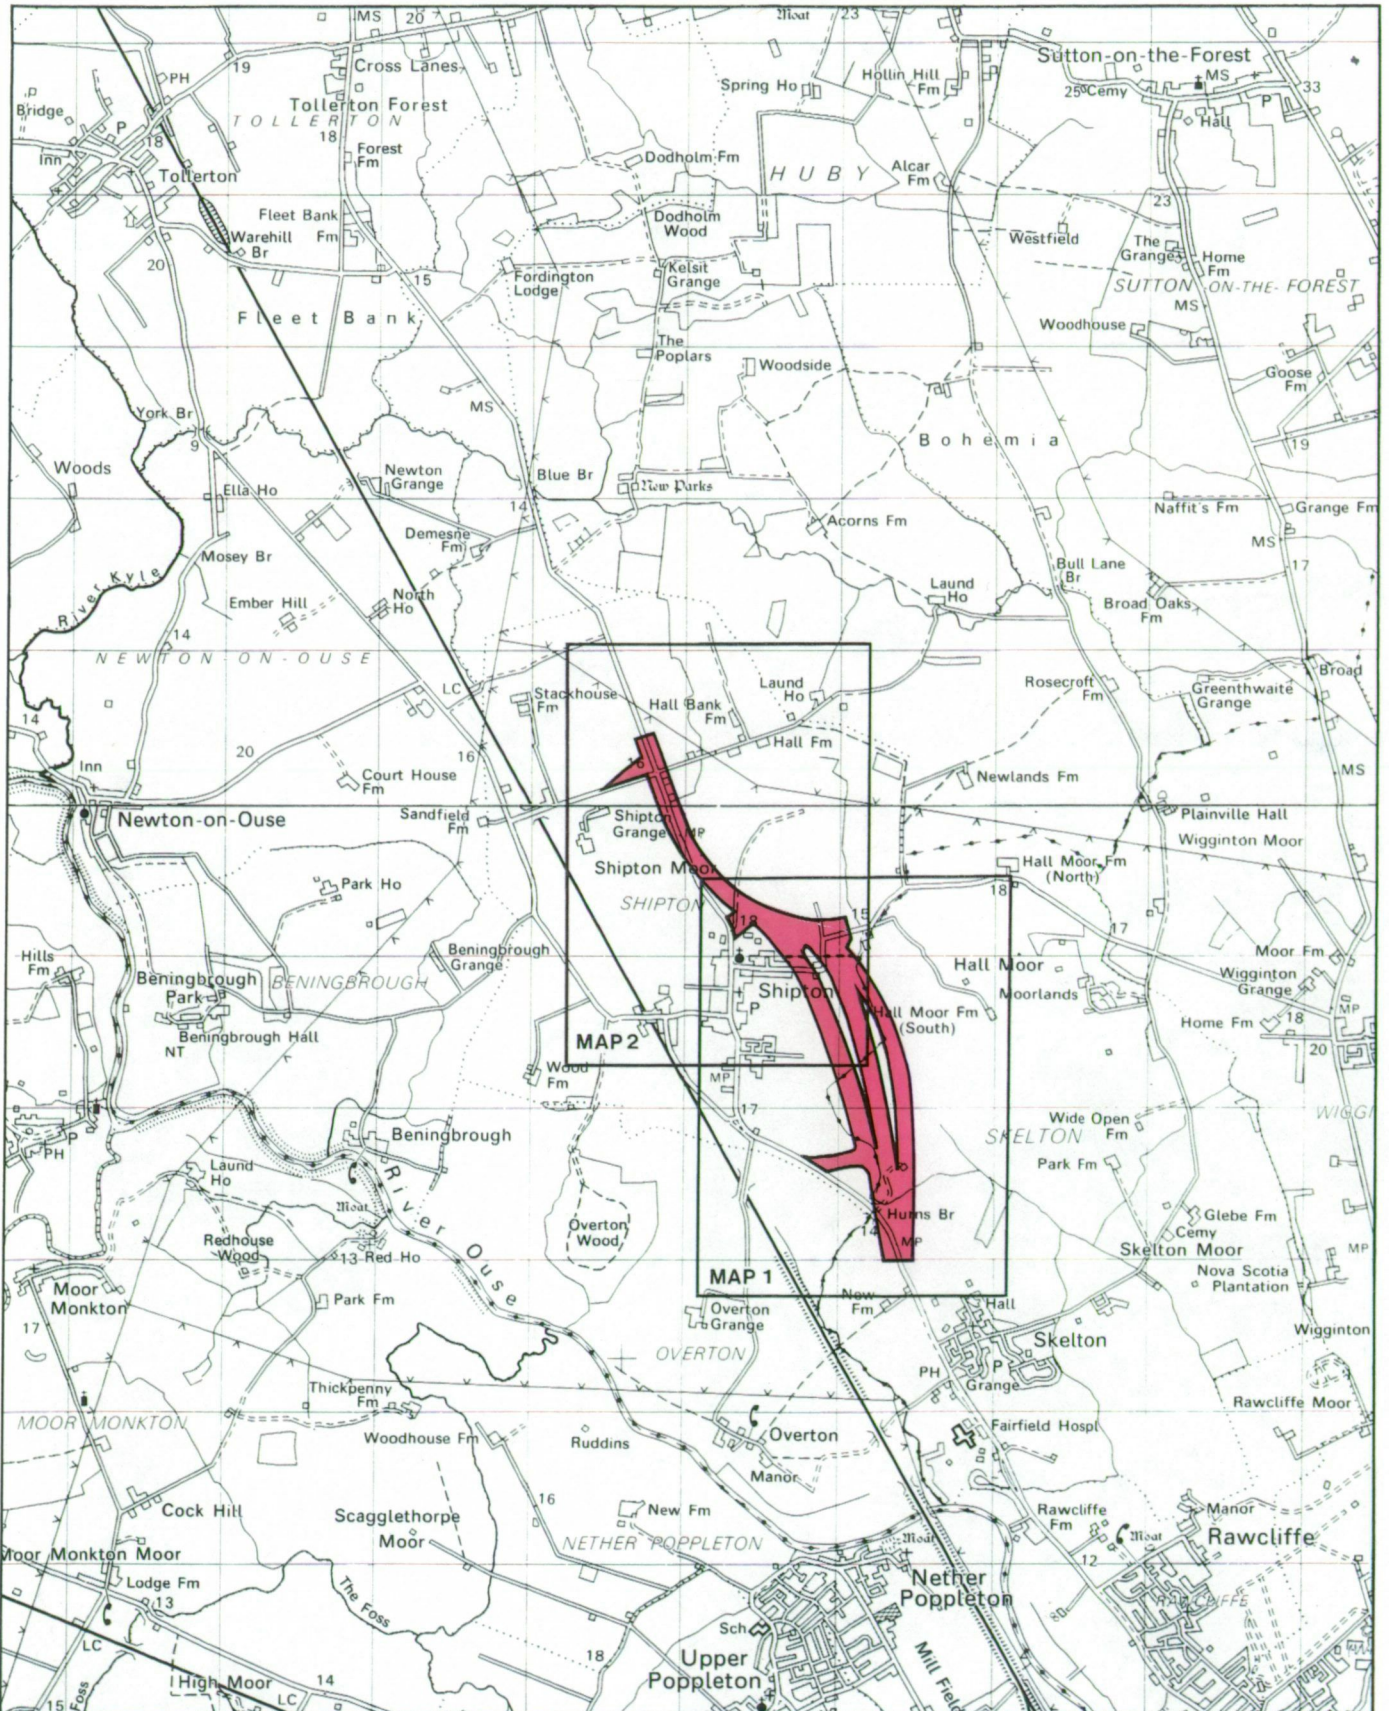 MS
20
Moat
23
Sutton-on-the-Forest
MS
PH
19
Cross Lanes
Spring Ho
Hollin Hill
Fm
25
Cemy
P
33
Bridge
P
Tollerton Forest
TOLLERTON
Hall
18
18
Inn
Forest
Fm
Dodholm Fm
HUBY
Alcar
Fm
Tollerton
23
Fleet Bank
Fm
Dodholm
Wood
Warehill
Br
Westfield
The
Grange
Home
Fm
20
15
Fordington
Lodge
Kelsit
Grange
SUTTON-ON-THE-FOREST
MS
Fleet Bank
Woodhouse
The
Poplars
Woodside
Goose
Fm
MS
York Br
9
Bohemia
19
Woods
Newton
Grange
Blue Br
New Parks
Ella Ho
14
Naffit's Fm
Grange Fm
Acorns Fm
Demesne
Fm
MS
Mosey Br
Bull Lane
Br
17
River Kyle
Laund
Ho
North
Ho
Ember Hill
Broad Oaks
Fm
14
NEWTON-ON-OUSE
LC
Stackhouse
Fm
Laund
Ho
Rosecroft
Fm
Greenthwaite
Grange
Broad
Hall Bank
Fm
14
20
16
Hall Fm
16
Inn
Court House
Fm
Newlands Fm
MS
Newton-on-Ouse
Sandfield
Fm
Shipton
Grange
MP
Plainville Hall
Wigginton Moor
Shipton Moor
Hall Moor Fm
(North)
Park Ho
18
SHIPTON
18
15
17
Hills
Fm
Beningbrough
Grange
Moor Fm
Beningbrough
Park
BENINGBROUGH
Hall Moor
Wigginton
Grange
Shipton
Moorlands
P
Hall Moor Fm
(South)
MP
18
Home Fm
Beningbrough Hall
NT
MAP 2
20
Wood
Fm
MP
17
Wide Open
Fm
WIGGI
P
PH
Beningbrough
SKELTON
Park Fm
Laund
Ho
River Ouse
Moat
Overton
Wood
Hurns Br
Glebe Fm
Cemy
14
Redhouse
Wood
13
Red Ho
MP
Skelton Moor
MP
Nova Scotia
Plantation
MAP 1
Moor
Monkton
Park Fm
New
Fm
Hall
Overton
Grange
17
Wigginton
Skelton
OVERTON
PH
P
Grange
Thickpenny
Fm
Rawcliffe Moor
MOOR MONKTON
Woodhouse Fm
Ruddins
Overton
Fairfield Hospl
Manor
16
Cock Hill
Scagglethorpe
Moor
New Fm
Rawcliffe
Fm
Manor
Moat
Rawcliffe
NETHER POPPLETON
Moat
Moor Monkton Moor
12
Lodge Fm
13
The Foss
Nether
Poppleton
RAWCLIFFE
Sch
LC
18
Upper
Poppleton
Mill Field
High Moor
14
LC
15
Foss